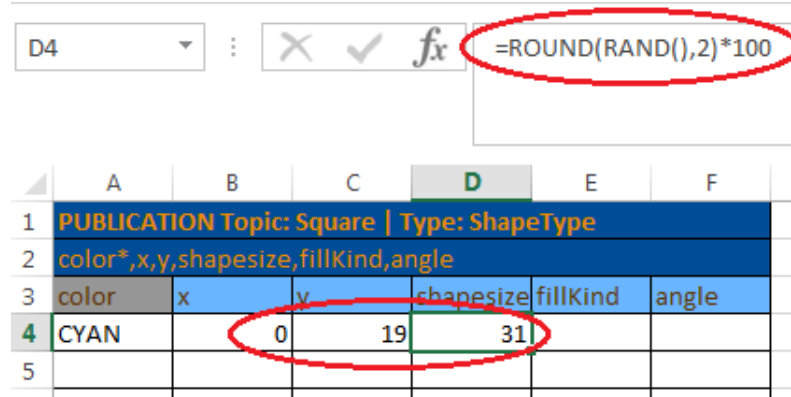 D4 fx =ROUND(RAND(),2)*100
A B C D E F
1 PUBLICATION Topic: Square | Type: ShapeType
2 color*,x,y,shapesize,fillKind,angle
3 color x y shapesize fillKind angle
4 CYAN 0 19 31
5